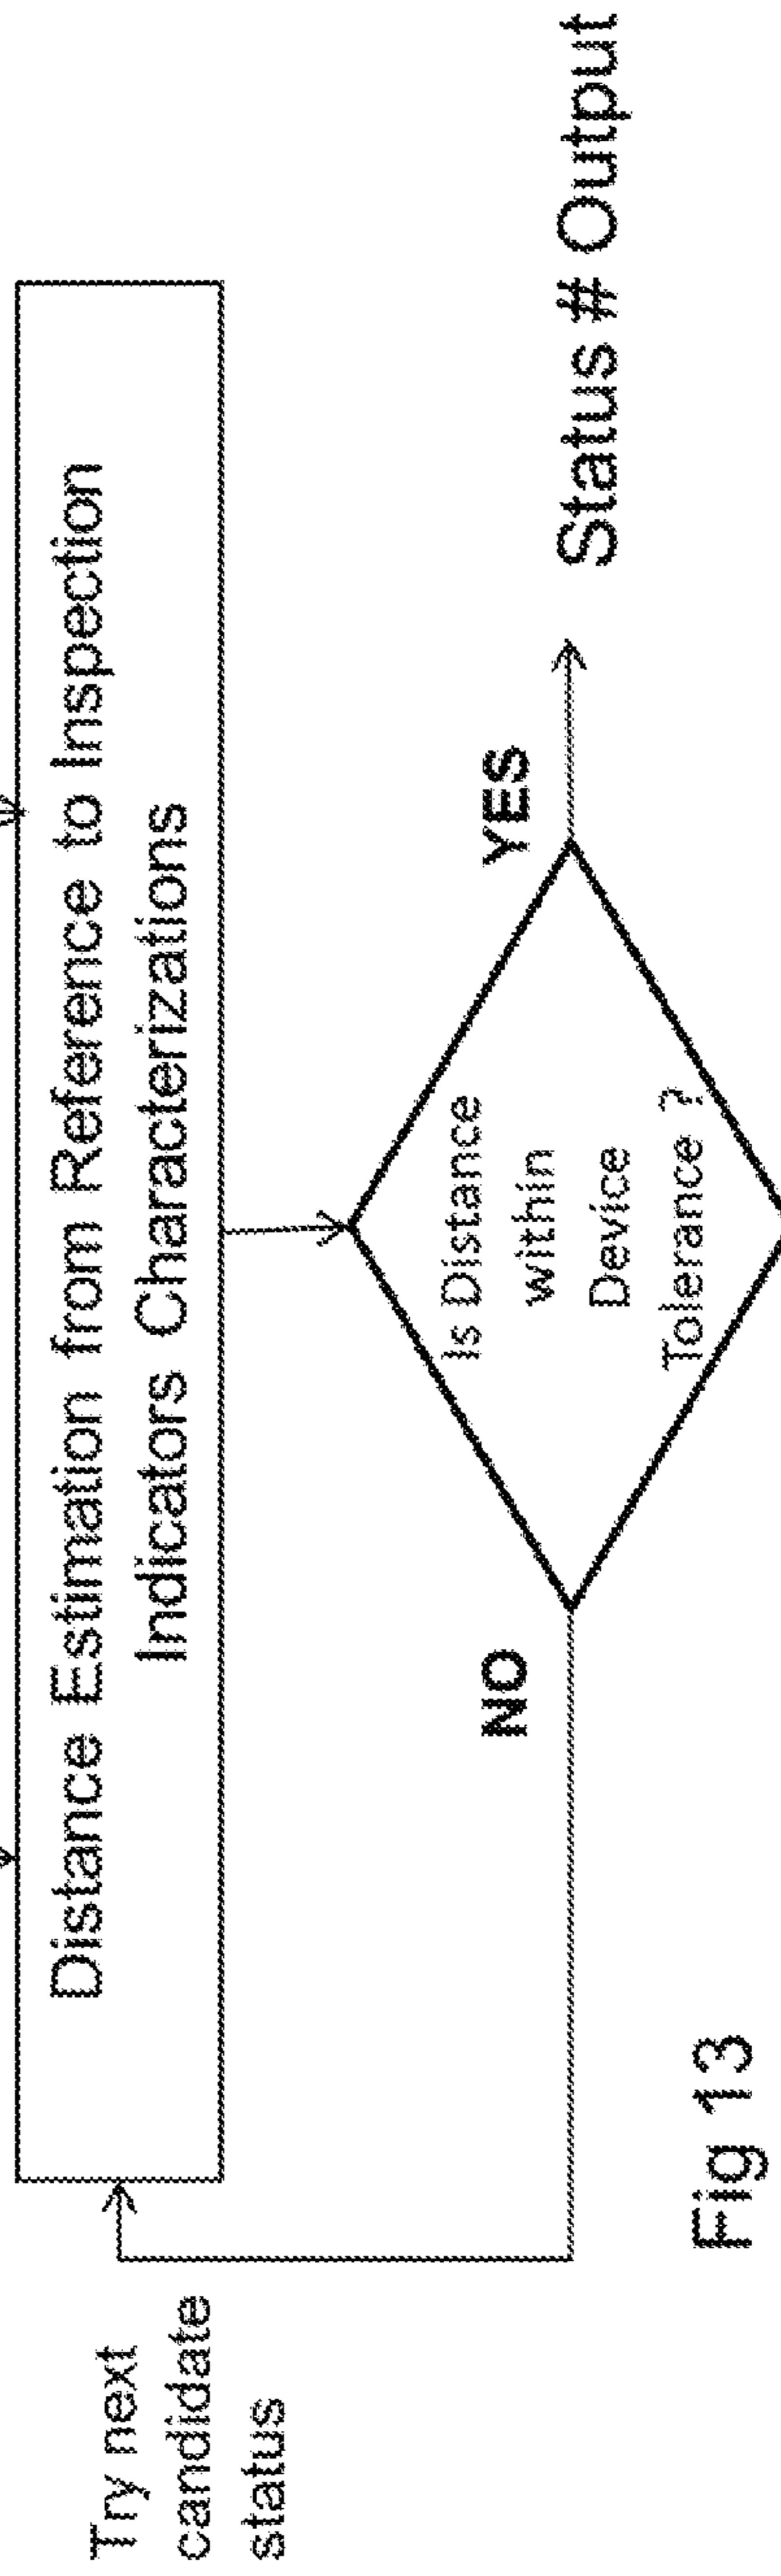 Distance Estimation from Reference to Inspection
Indicators Characterizations
Try next
candidate
status
Is Distance
within
Device
Tolerance ?
NO
YES
Status # Output
Fig 13